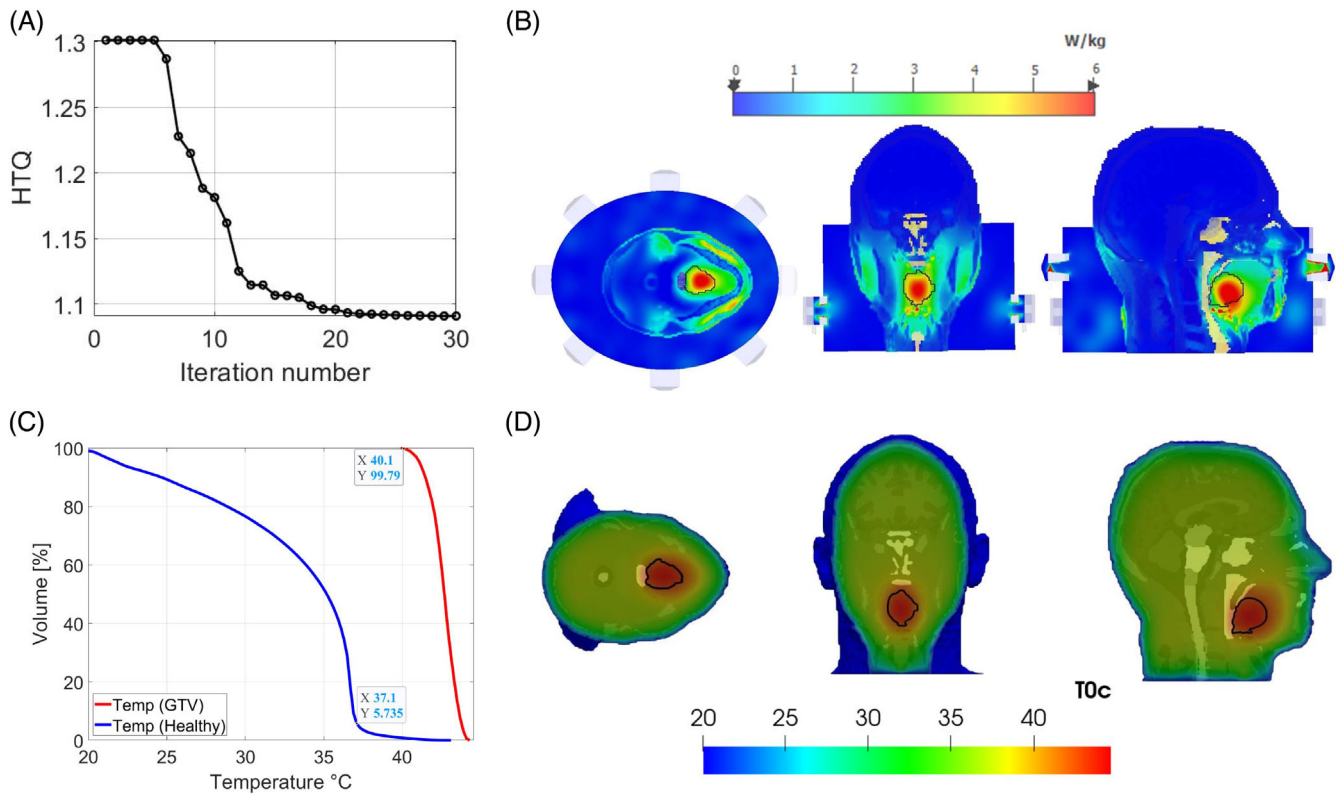 (A)
1.3
1.25
1.2
1.15
1.1
HTQ
0 10 20 30
Iteration number
(B)
W/kg
0 1 2 3 4 5 6
(C)
100
80
60
40
20
0
Volume [%]
X 40.1
Y 99.79
X 37.1
Y 5.735
Temp (GTV)
Temp (Healthy)
20 25 30 35 40
Temperature °C
(D)
T0c
20 25 30 35 40